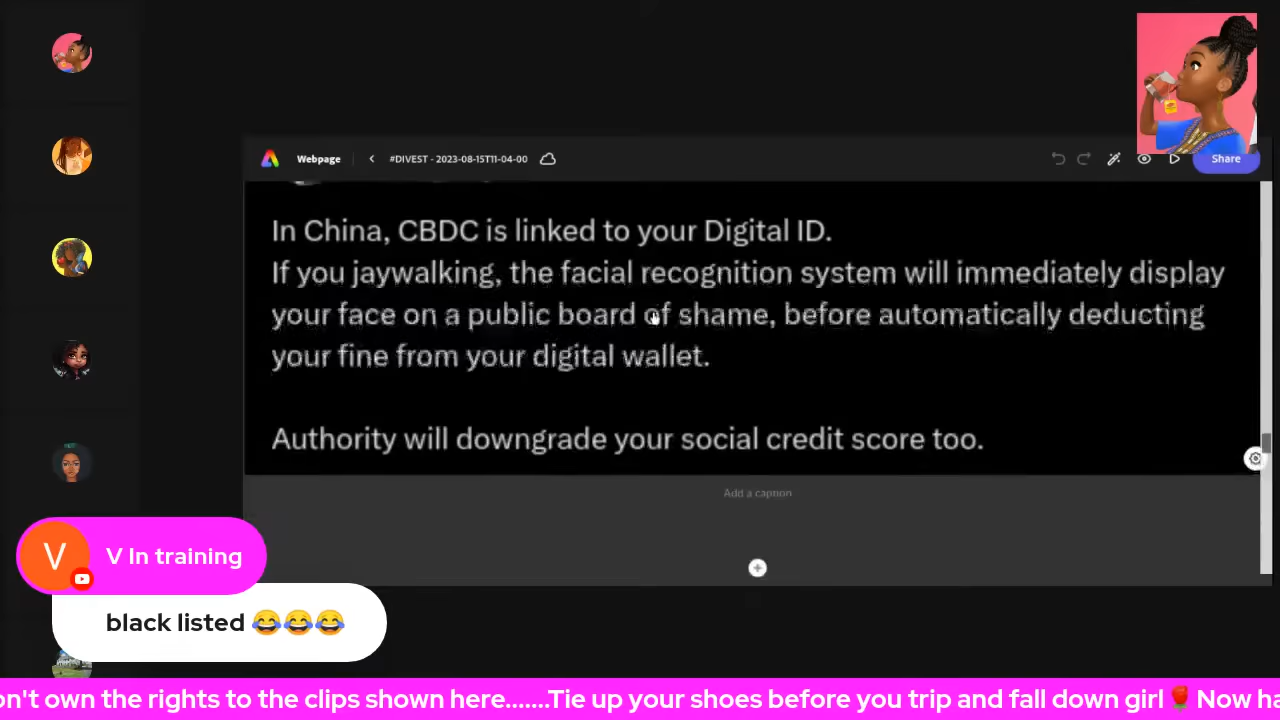 Webpage
#DIVEST - 2023-08-15T11-04-00
Share
In China, CBDC is linked to your Digital ID.
If you jaywalking, the facial recognition system will immediately display
your face on a public board of shame, before automatically deducting
your fine from your digital wallet.
Authority will downgrade your social credit score too.
Add a caption
V
V In training
black listed 😂😂😂
on't own the rights to the clips shown here.......Tie up your shoes before you trip and fall down girl🌹Now ha